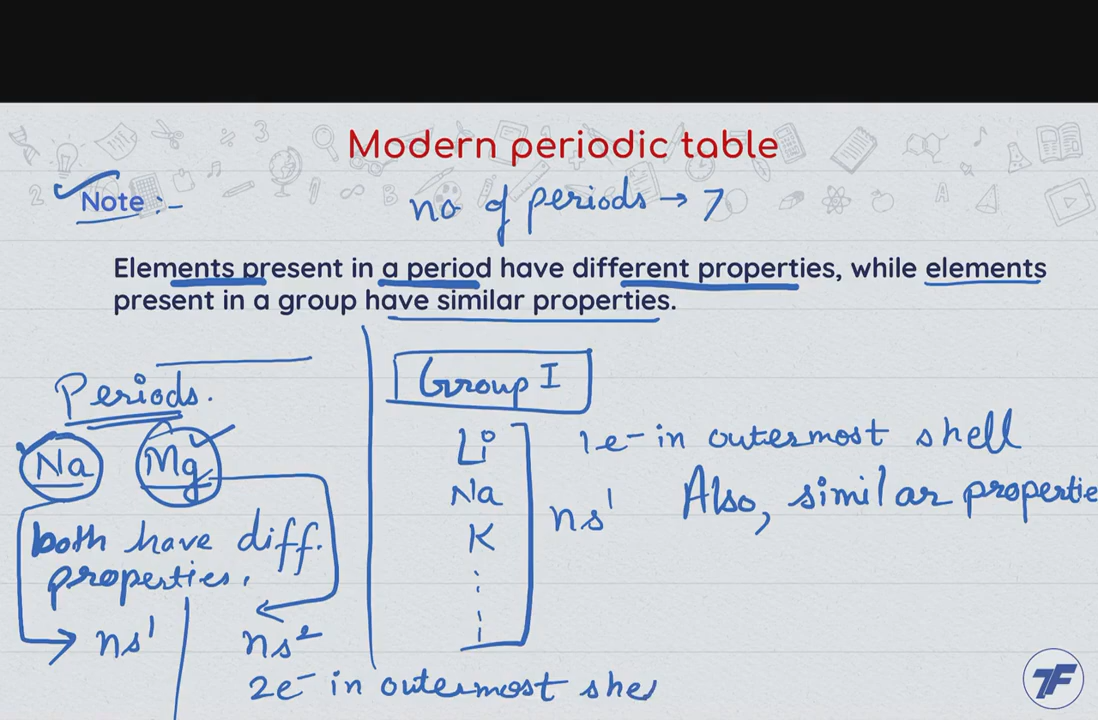 Modern periodic table
Note :-
no of periods → 7
Elements present in a period have different properties, while elements
present in a group have similar properties.
Periods.
Na Mg
both have diff.
properties.
ns¹ ns²
2e⁻ in outermost she
Group I
Li
Na
K
ns¹
1e⁻ in outermost shell
Also, similar propertie
TF